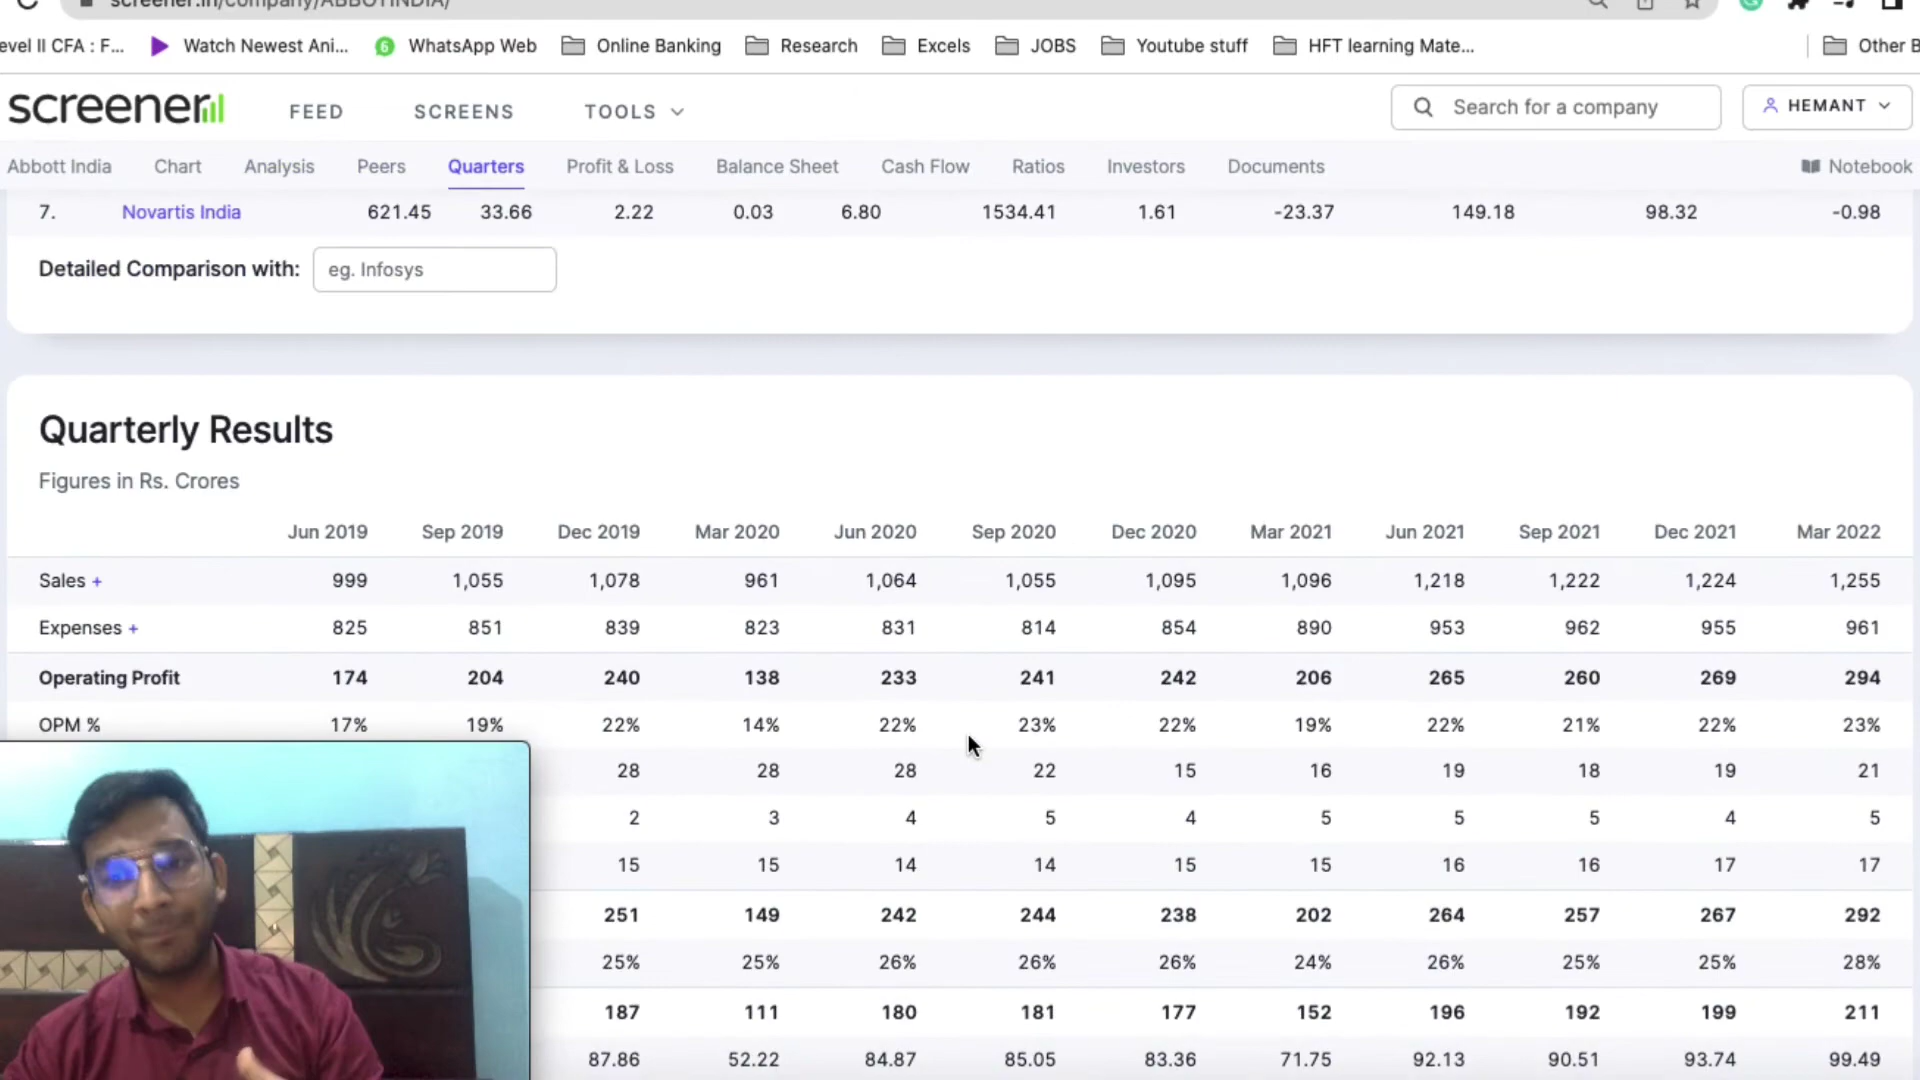 screener.in/company/ABBOTINDIA/
evel II CFA : F... Watch Newest Ani... 6 WhatsApp Web Online Banking Research Excels JOBS Youtube stuff HFT learning Mate... Other B
screener FEED SCREENS TOOLS Search for a company HEMANT
Abbott India Chart Analysis Peers Quarters Profit & Loss Balance Sheet Cash Flow Ratios Investors Documents Notebook
7. Novartis India 621.45 33.66 2.22 0.03 6.80 1534.41 1.61 -23.37 149.18 98.32 -0.98
Detailed Comparison with: eg. Infosys
Quarterly Results
Figures in Rs. Crores
Jun 2019 Sep 2019 Dec 2019 Mar 2020 Jun 2020 Sep 2020 Dec 2020 Mar 2021 Jun 2021 Sep 2021 Dec 2021 Mar 2022
Sales + 999 1,055 1,078 961 1,064 1,055 1,095 1,096 1,218 1,222 1,224 1,255
Expenses + 825 851 839 823 831 814 854 890 953 962 955 961
Operating Profit 174 204 240 138 233 241 242 206 265 260 269 294
OPM % 17% 19% 22% 14% 22% 23% 22% 19% 22% 21% 22% 23%
28 28 28 22 15 16 19 18 19 21
2 3 4 5 4 5 5 5 4 5
15 15 14 14 15 15 16 16 17 17
251 149 242 244 238 202 264 257 267 292
25% 25% 26% 26% 26% 24% 26% 25% 25% 28%
187 111 180 181 177 152 196 192 199 211
87.86 52.22 84.87 85.05 83.36 71.75 92.13 90.51 93.74 99.49